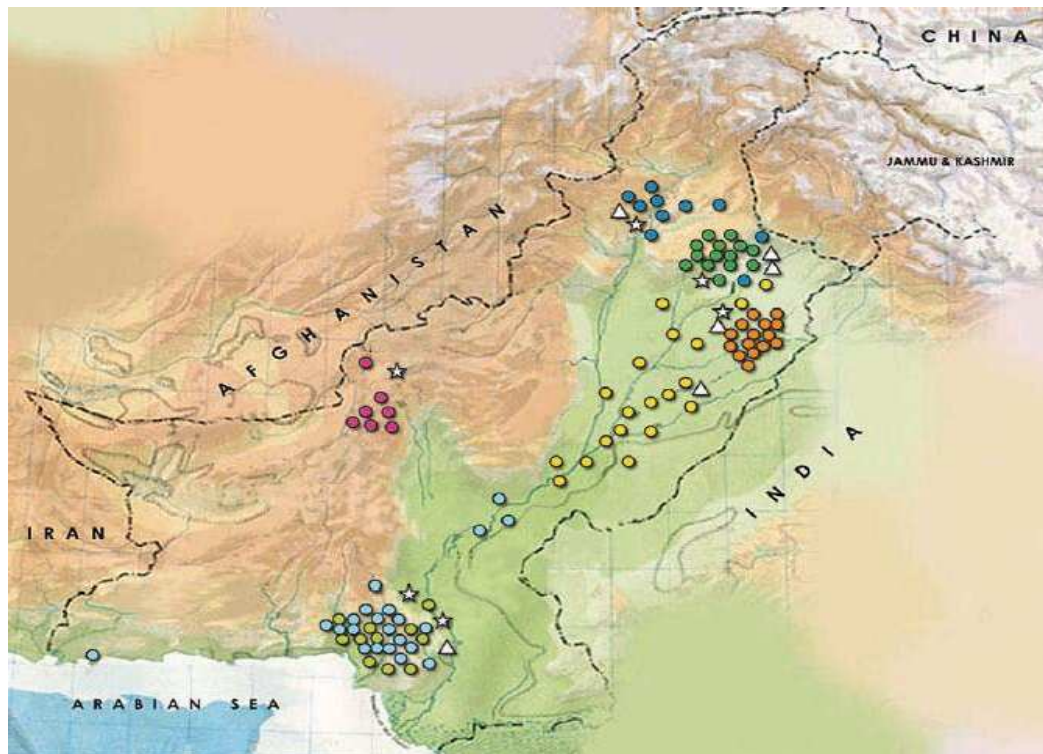 CHINA
JAMMU & KASHMIR
AFGHANISTAN
INDIA
IRAN
ARABIAN SEA